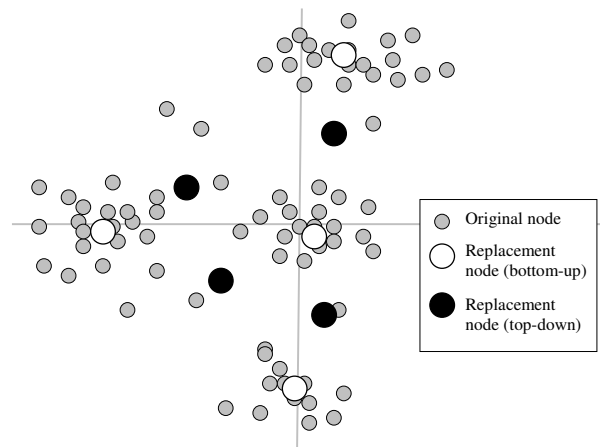 Original node
Replacement
node (bottom-up)
Replacement
node (top-down)